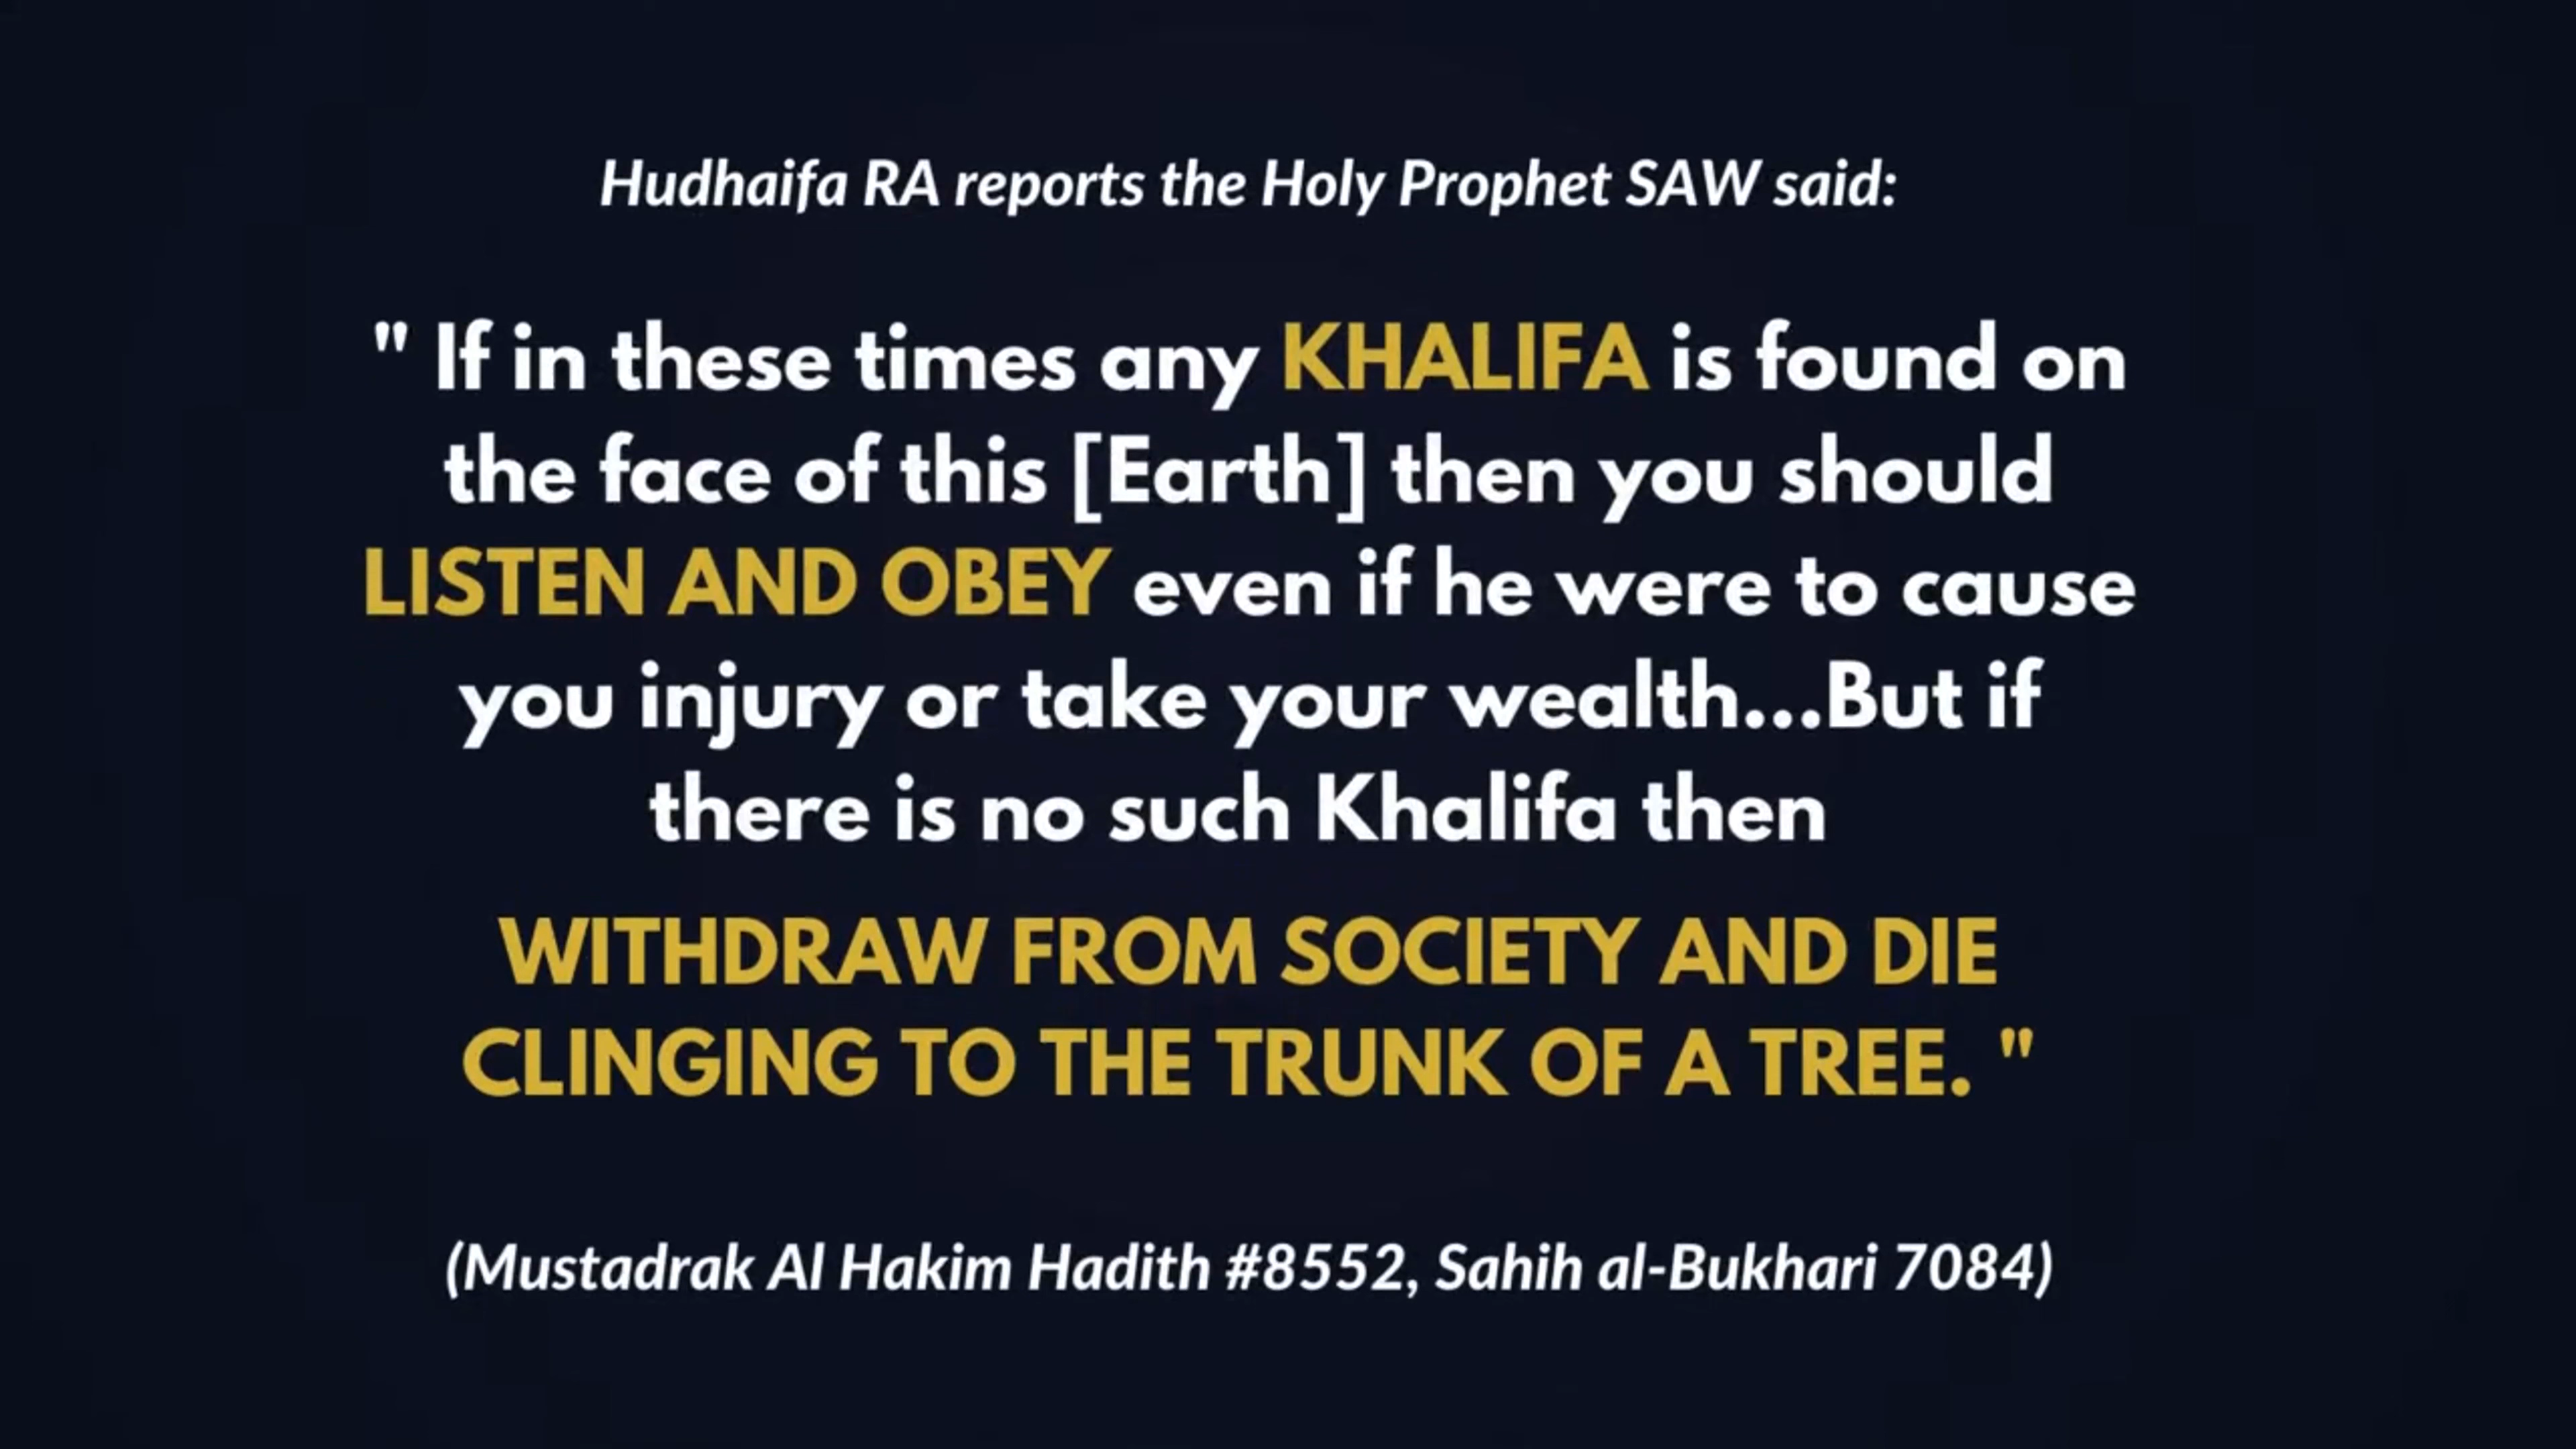 Hudhaifa RA reports the Holy Prophet SAW said:
" If in these times any KHALIFA is found on
the face of this [Earth] then you should
LISTEN AND OBEY even if he were to cause
you injury or take your wealth...But if
there is no such Khalifa then
WITHDRAW FROM SOCIETY AND DIE
CLINGING TO THE TRUNK OF A TREE. "
(Mustadrak Al Hakim Hadith #8552, Sahih al-Bukhari 7084)